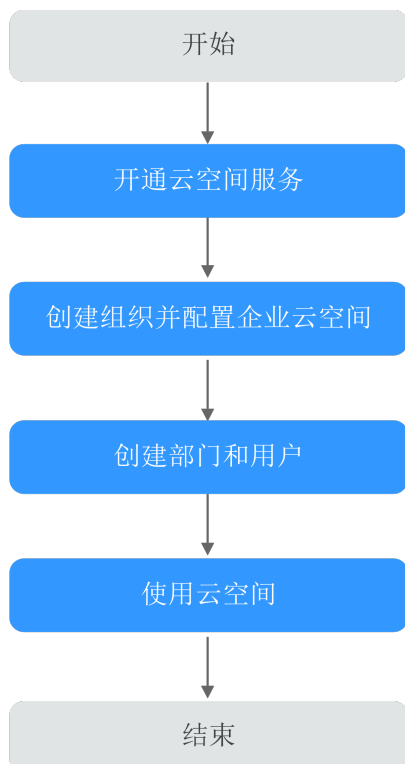 开始
开通云空间服务
创建组织并配置企业云空间
创建部门和用户
使用云空间
结束